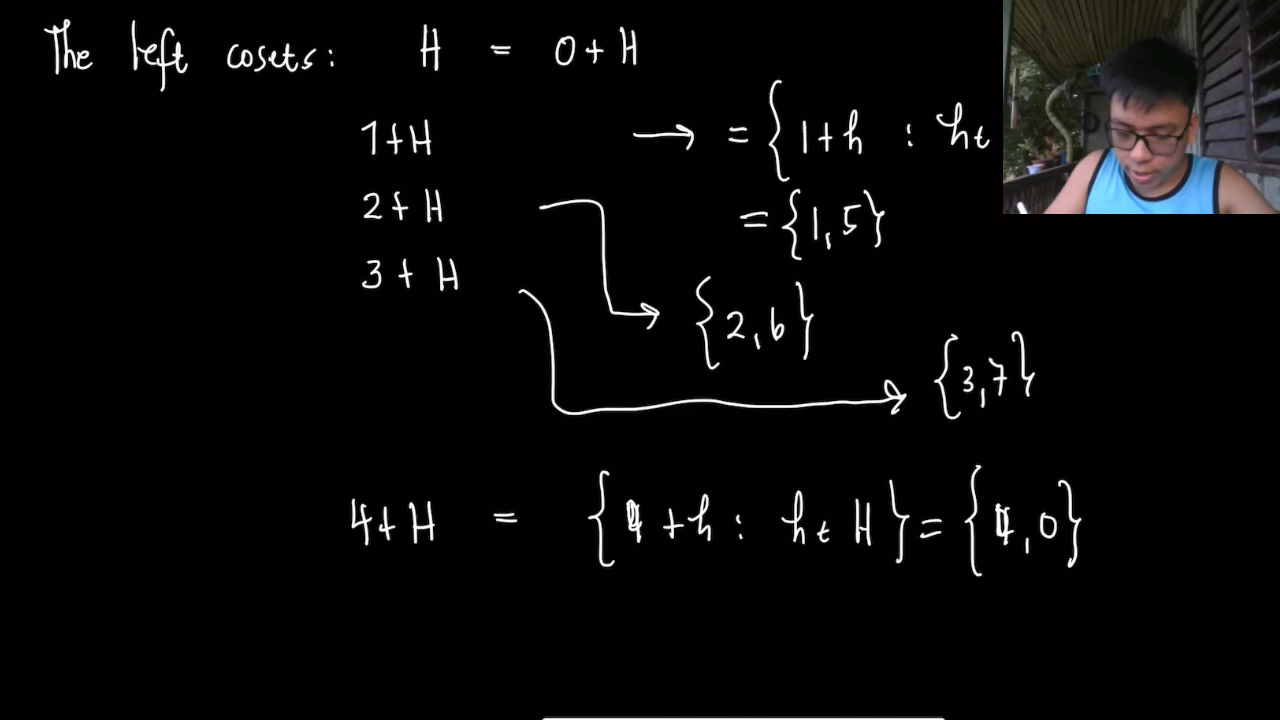 The left cosets: H = 0+H
1+H → = {1+h : h∈
= {1,5}
2+H → {2,6}
3+H → {3,7}
4+H = {4+h : h∈H} = {4,0}